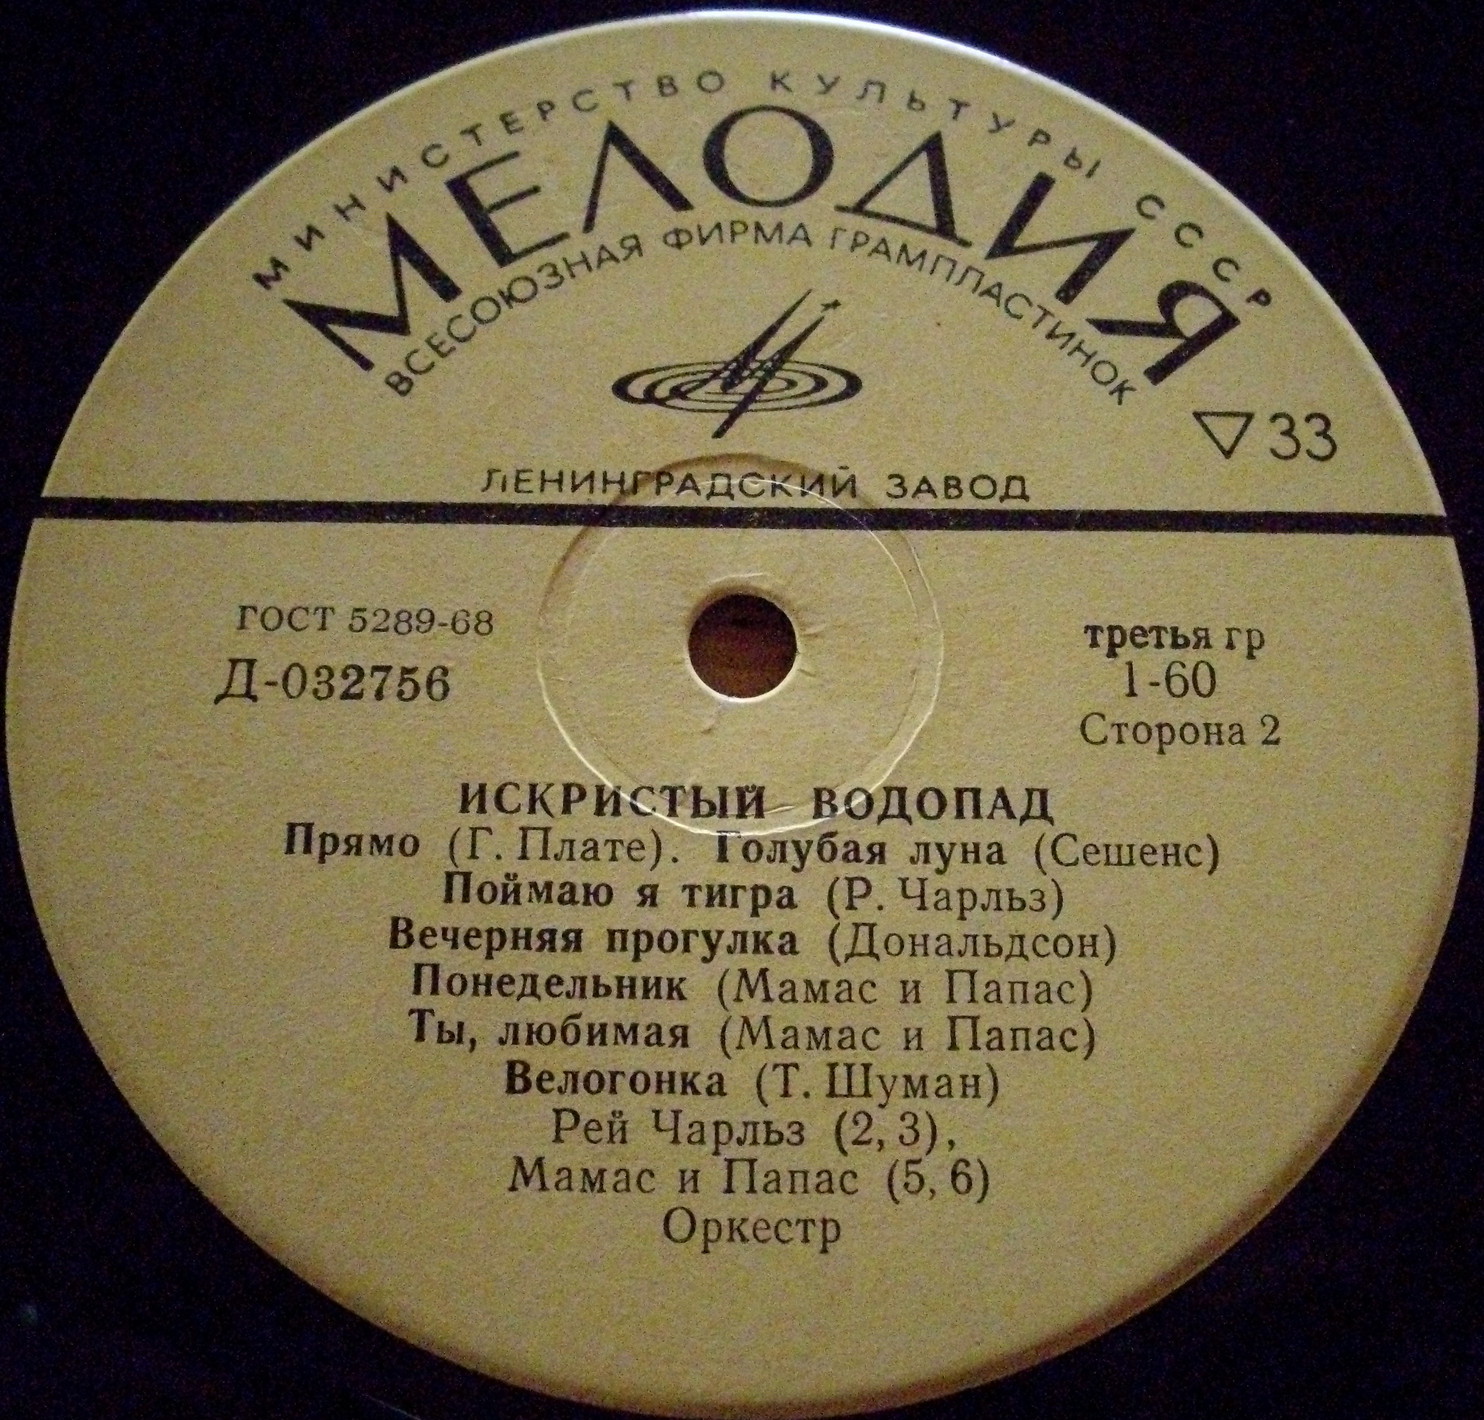 МИНИСТЕРСТВО КУЛЬТУРЫ СССР
МЕЛОДИЯ
ВСЕСОЮЗНАЯ ФИРМА ГРАМПЛАСТИНОК
33
ЛЕНИНГРАДСКИЙ ЗАВОД
ГОСТ 5289-68
Д-032756
третья гр
1-60
Сторона 2
ИСКРИСТЫЙ ВОДОПАД
Прямо (Г. Плате). Голубая луна (Сешенс)
Поймаю я тигра (Р. Чарльз)
Вечерняя прогулка (Дональдсон)
Понедельник (Мамас и Папас)
Ты, любимая (Мамас и Папас)
Велогонка (Т. Шуман)
Рей Чарльз (2, 3),
Мамас и Папас (5, 6)
Оркестр